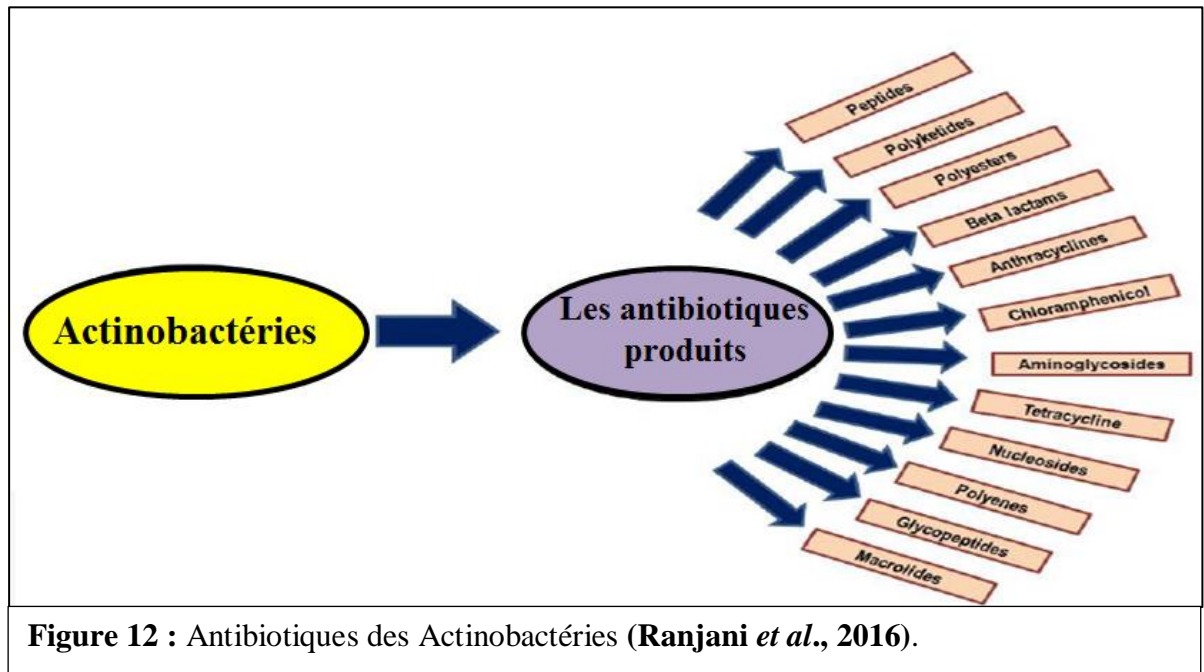 Actinobactéries
Les antibiotiques
produits
Peptides
Polyketides
Polyesters
Beta lactams
Anthracyclines
Chloramphenicol
Aminoglycosides
Tetracycline
Nucleosides
Polyenes
Glycopeptides
Macrolides
Figure 12 : Antibiotiques des Actinobactéries (Ranjani et al., 2016).